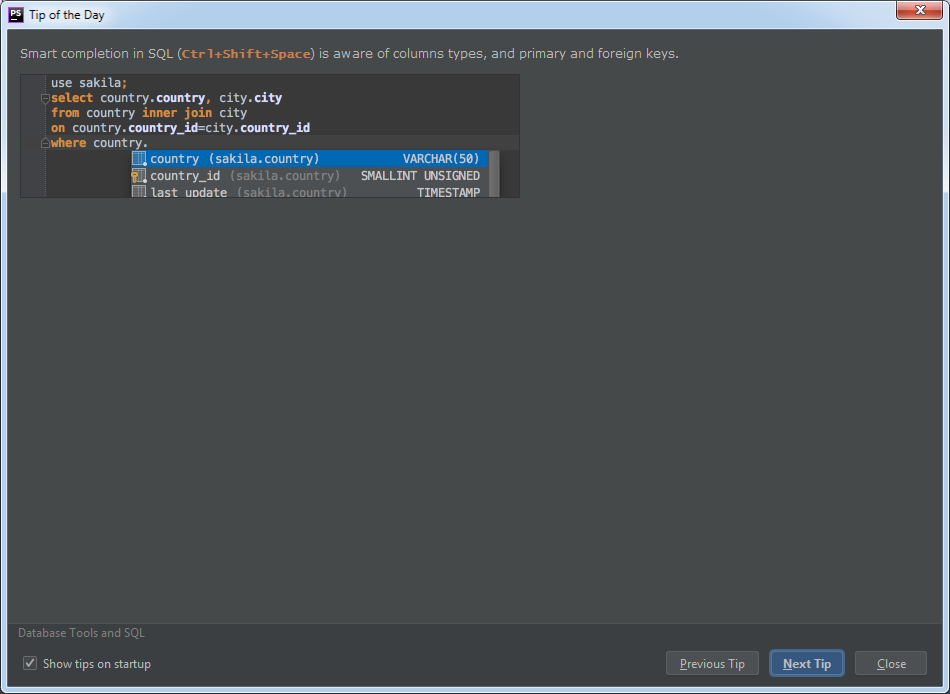 PS Tip of the Day
Smart completion in SQL (Ctrl+Shift+Space) is aware of columns types, and primary and foreign keys.
use sakila;
select country.country, city.city
from country inner join city
on country.country_id=city.country_id
where country.
country (sakila.country) VARCHAR(50)
country_id (sakila.country) SMALLINT UNSIGNED
last_update (sakila.country) TIMESTAMP
Database Tools and SQL
Show tips on startup
Previous Tip Next Tip Close